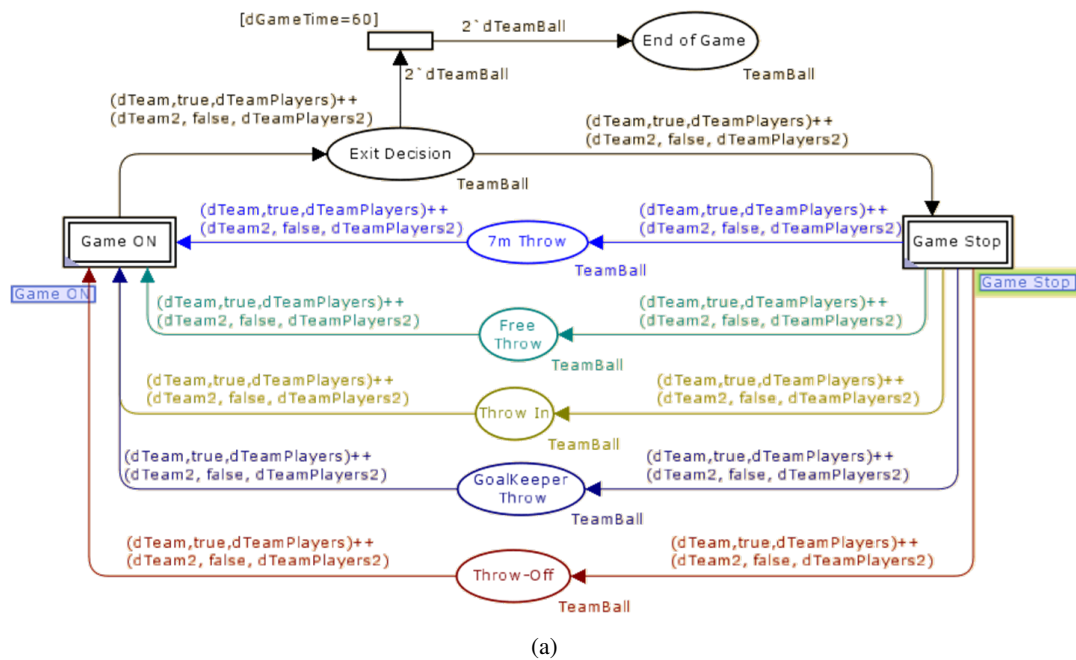 [dGameTime=60]
2`dTeamBall
End of Game
TeamBall
2`dTeamBall
(dTeam,true,dTeamPlayers)++
(dTeam2, false, dTeamPlayers2)
Exit Decision
TeamBall
(dTeam,true,dTeamPlayers)++
(dTeam2, false, dTeamPlayers2)
Game ON
Game ON
(dTeam,true,dTeamPlayers)++
(dTeam2, false, dTeamPlayers2)
7m Throw
TeamBall
(dTeam,true,dTeamPlayers)++
(dTeam2, false, dTeamPlayers2)
Game Stop
Game Stop
(dTeam,true,dTeamPlayers)++
(dTeam2, false, dTeamPlayers2)
Free
Throw
TeamBall
(dTeam,true,dTeamPlayers)++
(dTeam2, false, dTeamPlayers2)
(dTeam,true,dTeamPlayers)++
(dTeam2, false, dTeamPlayers2)
Throw In
TeamBall
(dTeam,true,dTeamPlayers)++
(dTeam2, false, dTeamPlayers2)
(dTeam,true,dTeamPlayers)++
(dTeam2, false, dTeamPlayers2)
GoalKeeper
Throw
TeamBall
(dTeam,true,dTeamPlayers)++
(dTeam2, false, dTeamPlayers2)
(dTeam,true,dTeamPlayers)++
(dTeam2, false, dTeamPlayers2)
Throw-Off
TeamBall
(dTeam,true,dTeamPlayers)++
(dTeam2, false, dTeamPlayers2)
(a)